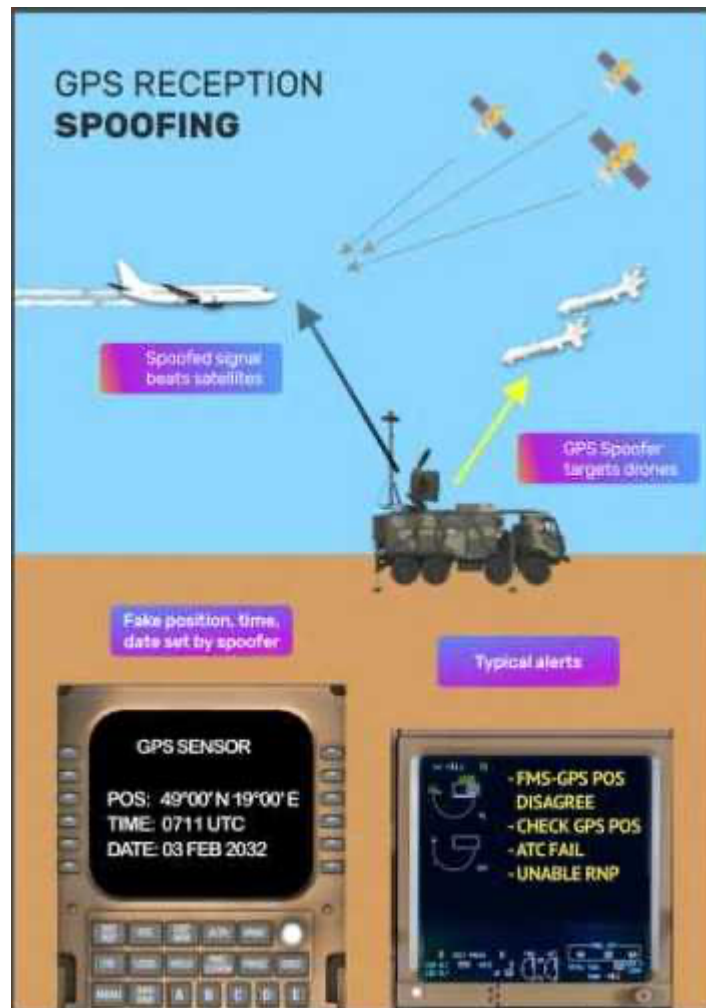 GPS RECEPTION
SPOOFING
Spoofed signal
beats satellites
GPS Spoofer
targets drones
Fake position, time,
date set by spoofer
Typical alerts
GPS SENSOR
POS: 49°00' N 19°00' E
TIME: 0711 UTC
DATE: 03 FEB 2032
- FMS-GPS POS
DISAGREE
- CHECK GPS POS
- ATC FAIL
- UNABLE RNP
MENU
A B C D E